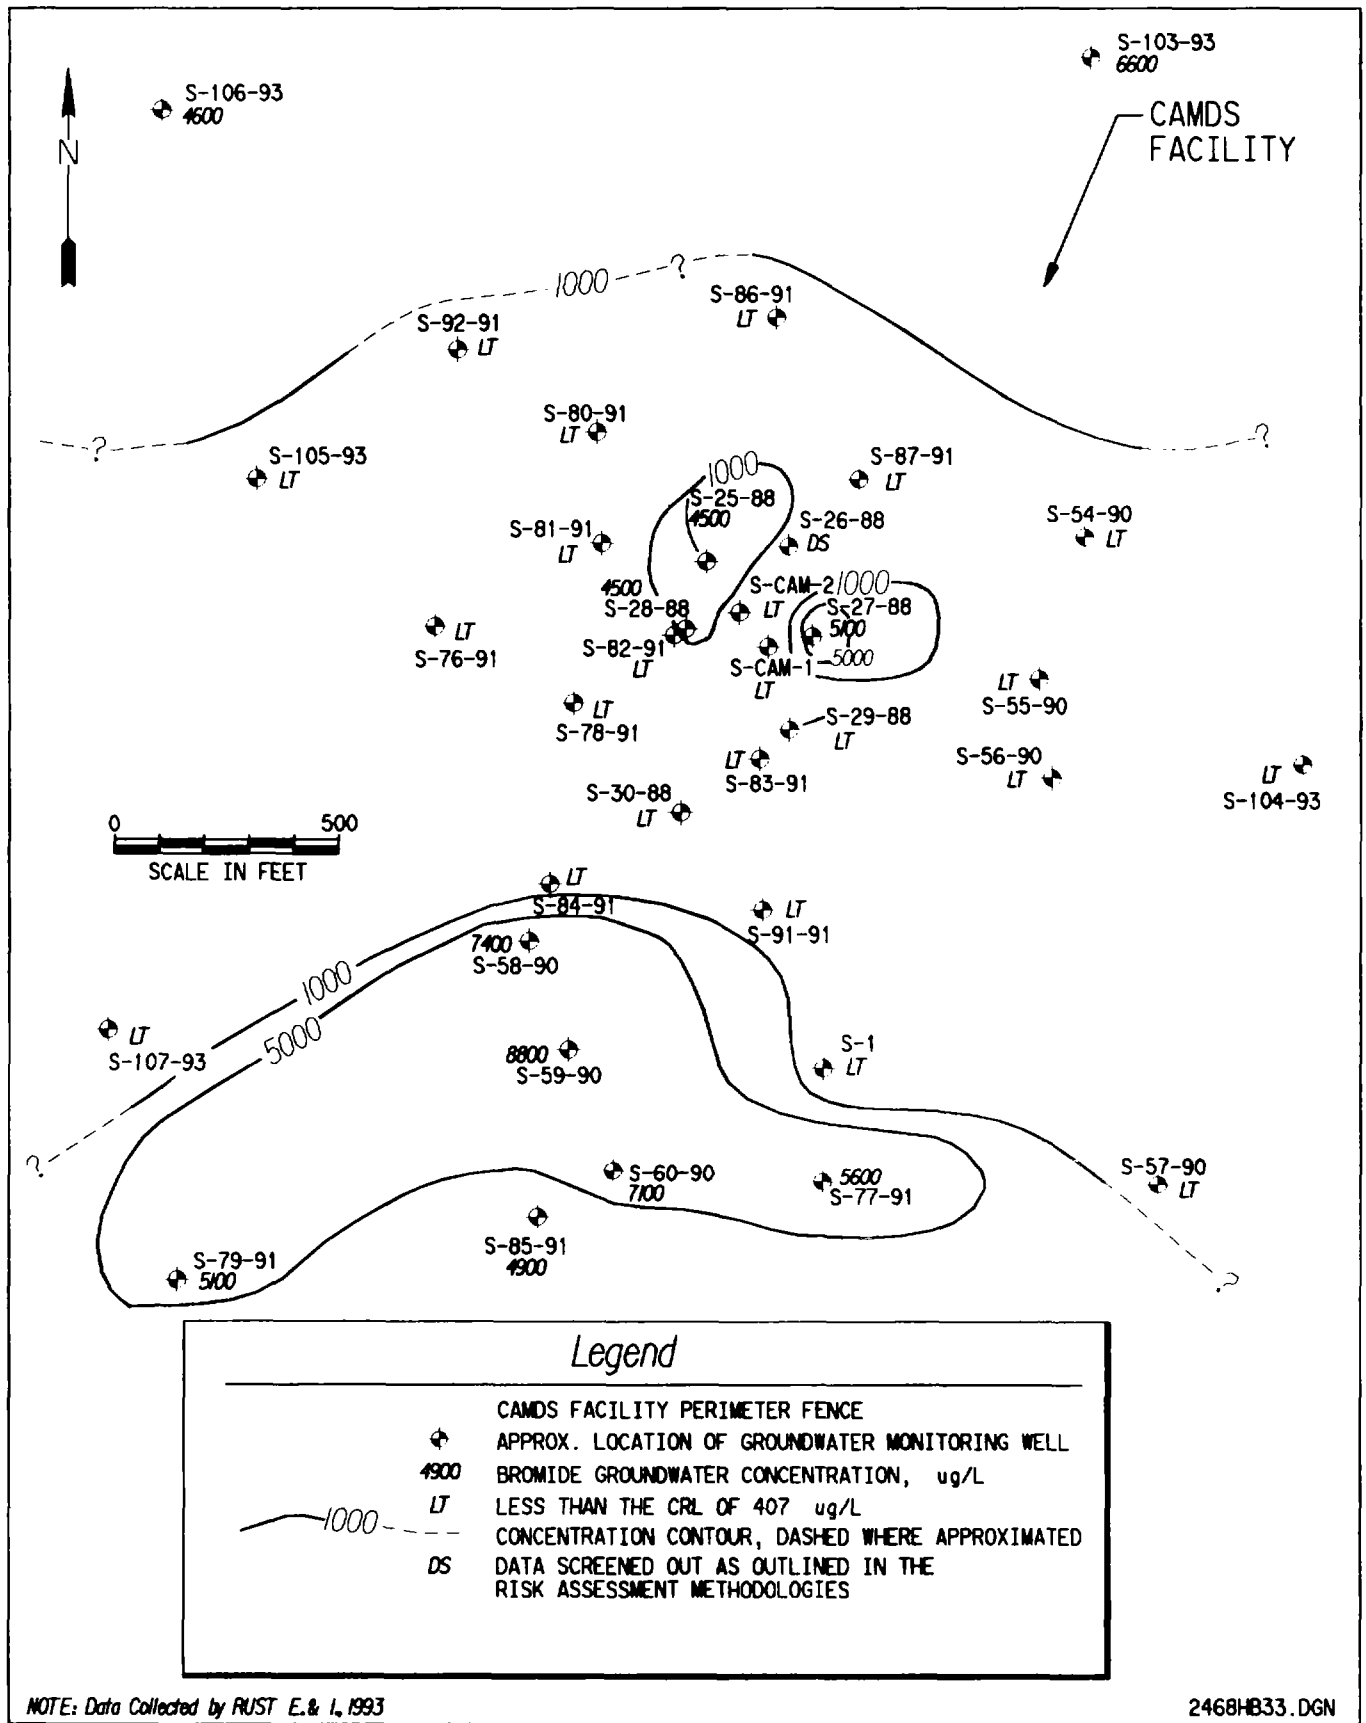 S-103-93
6600
S-106-93
4600
N
CAMDS
FACILITY
1000
?
S-86-91
LT
S-92-91
LT
S-80-91
LT
?
?
S-105-93
LT
1000
S-25-88
4500
S-87-91
LT
S-26-88
DS
S-54-90
LT
S-81-91
LT
4500
S-28-88
S-82-91
LT
S-CAM-2
LT
1000
S-27-88
5100
5000
S-CAM-1
LT
LT
S-76-91
LT
S-55-90
LT
S-78-91
S-29-88
LT
LT
S-83-91
S-56-90
LT
LT
S-104-93
S-30-88
LT
0 500
SCALE IN FEET
LT
S-84-91
LT
S-91-91
7400
S-58-90
1000
5000
LT
S-107-93
8800
S-59-90
S-1
LT
?
S-60-90
7100
5600
S-77-91
S-57-90
LT
S-85-91
4900
S-79-91
5100
?
Legend
CAMDS FACILITY PERIMETER FENCE
APPROX. LOCATION OF GROUNDWATER MONITORING WELL
4900 BROMIDE GROUNDWATER CONCENTRATION, ug/L
LT LESS THAN THE CRL OF 407 ug/L
1000 CONCENTRATION CONTOUR, DASHED WHERE APPROXIMATED
DS DATA SCREENED OUT AS OUTLINED IN THE
RISK ASSESSMENT METHODOLOGIES
NOTE: Data Collected by RUST E.& I., 1993
2468HB33.DGN